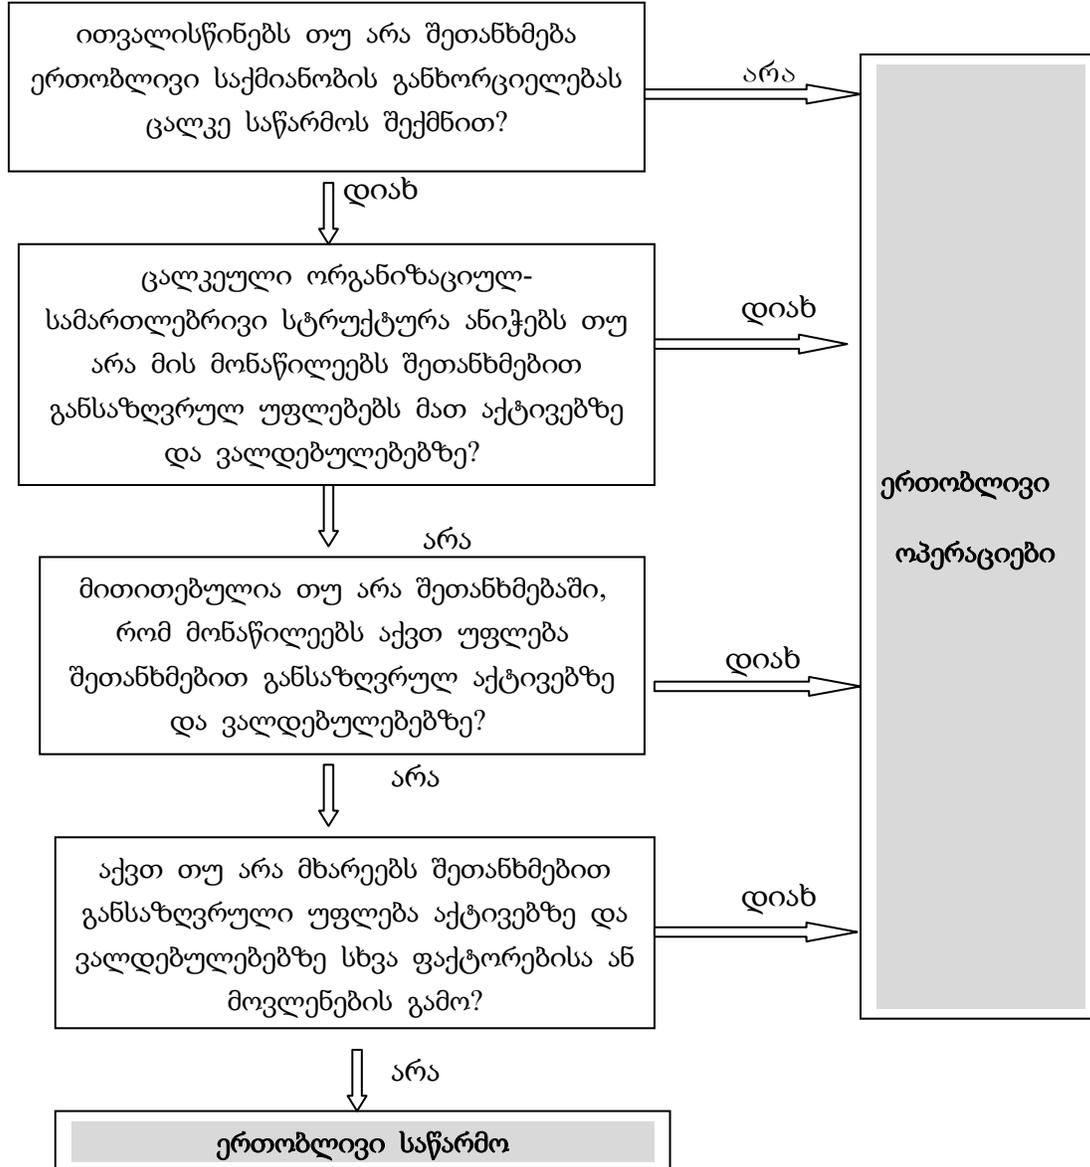 ითვალისწინებს თუ არა შეთანხმება
ერთობლივი საქმიანობის განხორციელებას
ცალკე საწარმოს შექმნით?
არა
დიახ
ცალკეული ორგანიზაციულ-
სამართლებრივი სტრუქტურა ანიჭებს თუ
არა მის მონაწილეებს შეთანხმებით
განსაზღვრულ უფლებებს მათ აქტივებზე
და ვალდებულებებზე?
დიახ
არა
მითითებულია თუ არა შეთანხმებაში,
რომ მონაწილეებს აქვთ უფლება
შეთანხმებით განსაზღვრულ აქტივებზე
და ვალდებულებებზე?
დიახ
არა
აქვთ თუ არა მხარეებს შეთანხმებით
განსაზღვრული უფლება აქტივებზე და
ვალდებულებებზე სხვა ფაქტორებისა ან
მოვლენების გამო?
დიახ
არა
ერთობლივი
ოპერაციები
ერთობლივი საწარმო